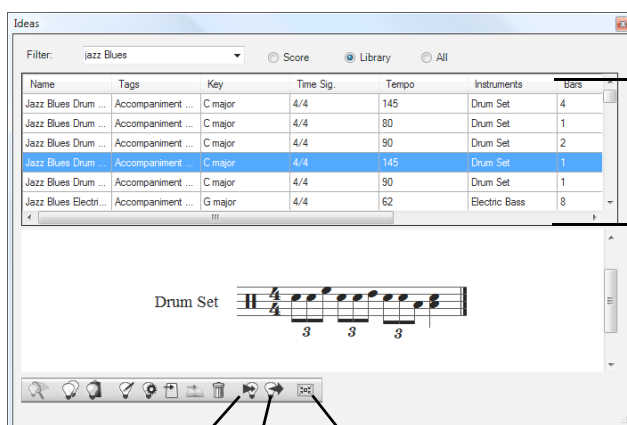 Ideas
Filter: jazz Blues Score Library All
Name Tags Key Time Sig. Tempo Instruments Bars
Jazz Blues Drum ... Accompaniment ... C major 4/4 145 Drum Set 4
Jazz Blues Drum ... Accompaniment ... C major 4/4 80 Drum Set 1
Jazz Blues Drum ... Accompaniment ... C major 4/4 90 Drum Set 2
Jazz Blues Drum ... Accompaniment ... C major 4/4 145 Drum Set 1
Jazz Blues Drum ... Accompaniment ... C major 4/4 90 Drum Set 1
Jazz Blues Electri... Accompaniment ... G major 4/4 62 Electric Bass 8
Drum Set 4 4
3 3 3